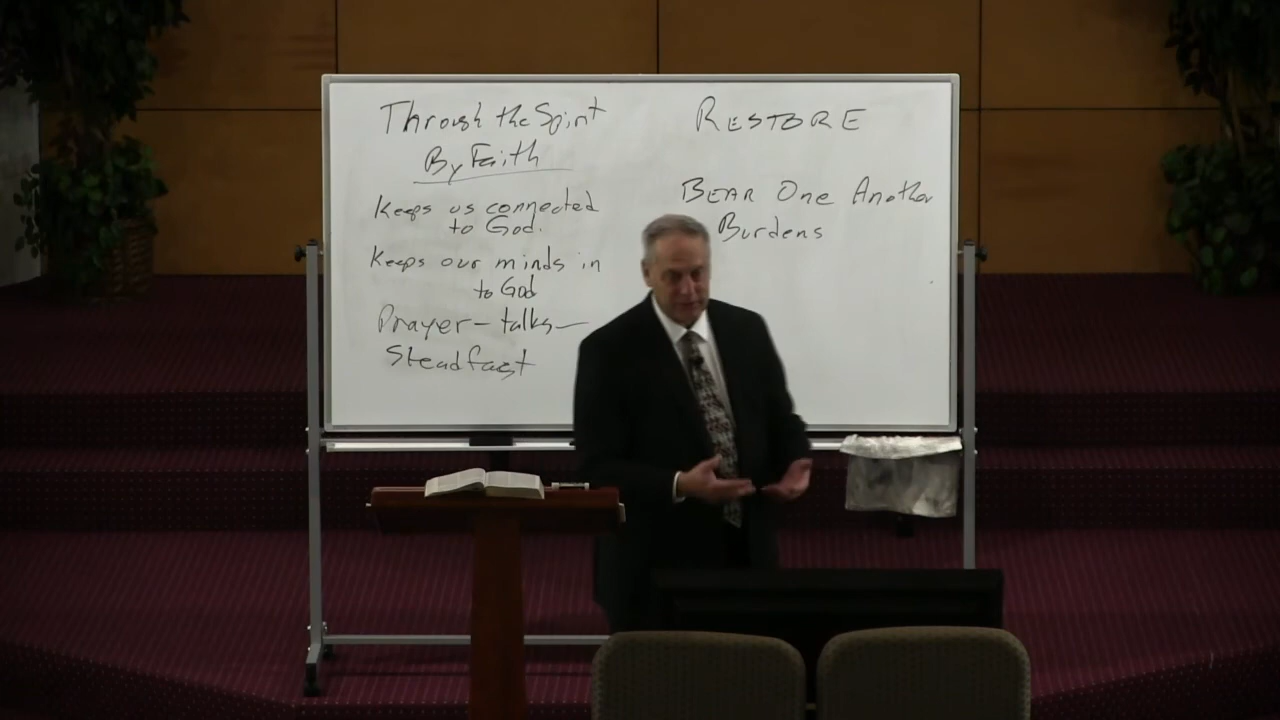 Through the Spirit
By Faith
Keeps us connected
to God.
Keeps our minds in
to God
Prayer - talks -
Steadfast
RESTORE
BEAR One Another
Burdens